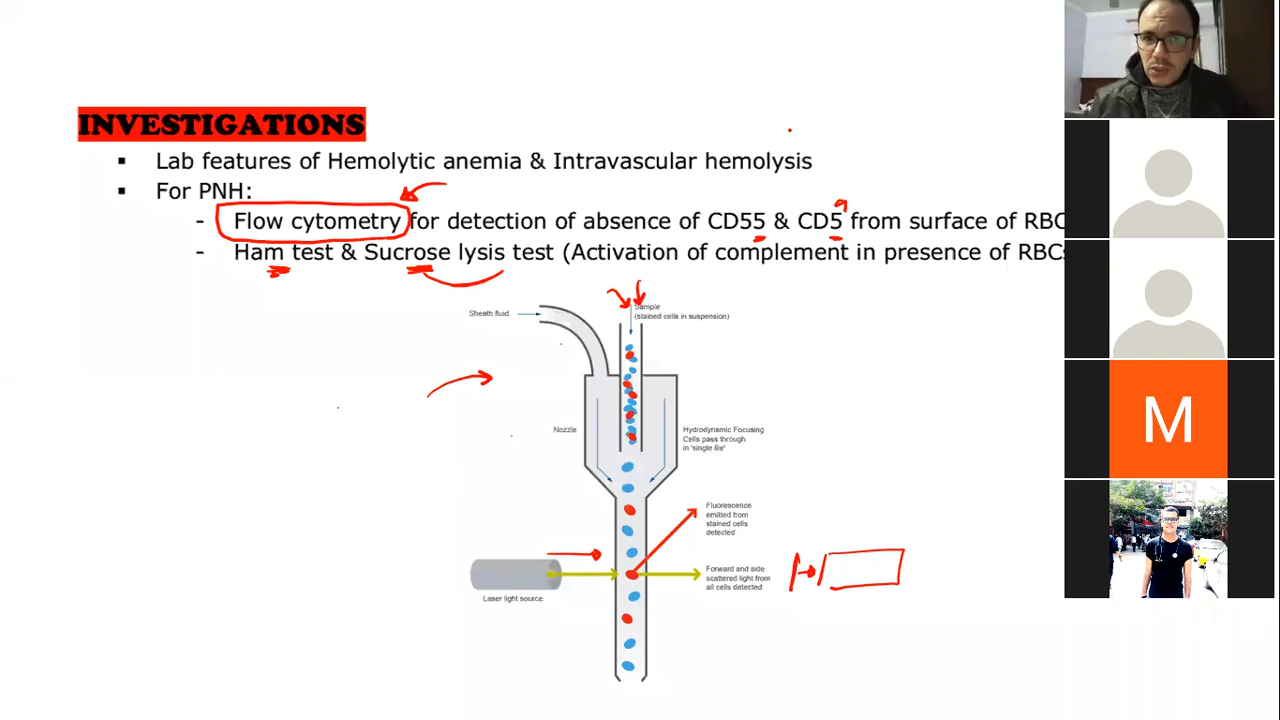 INVESTIGATIONS
▪ Lab features of Hemolytic anemia & Intravascular hemolysis
▪ For PNH:
- Flow cytometry for detection of absence of CD55 & CD59 from surface of RBC
- Ham test & Sucrose lysis test (Activation of complement in presence of RBCs
Sheath fluid
Sample
(stained cells in suspension)
Nozzle
Hydrodynamic Focusing
Cells pass through
in 'single file'
Fluorescence
emitted from
stained cells
detected
Laser light source
Forward and side
scattered light from
all cells detected
M